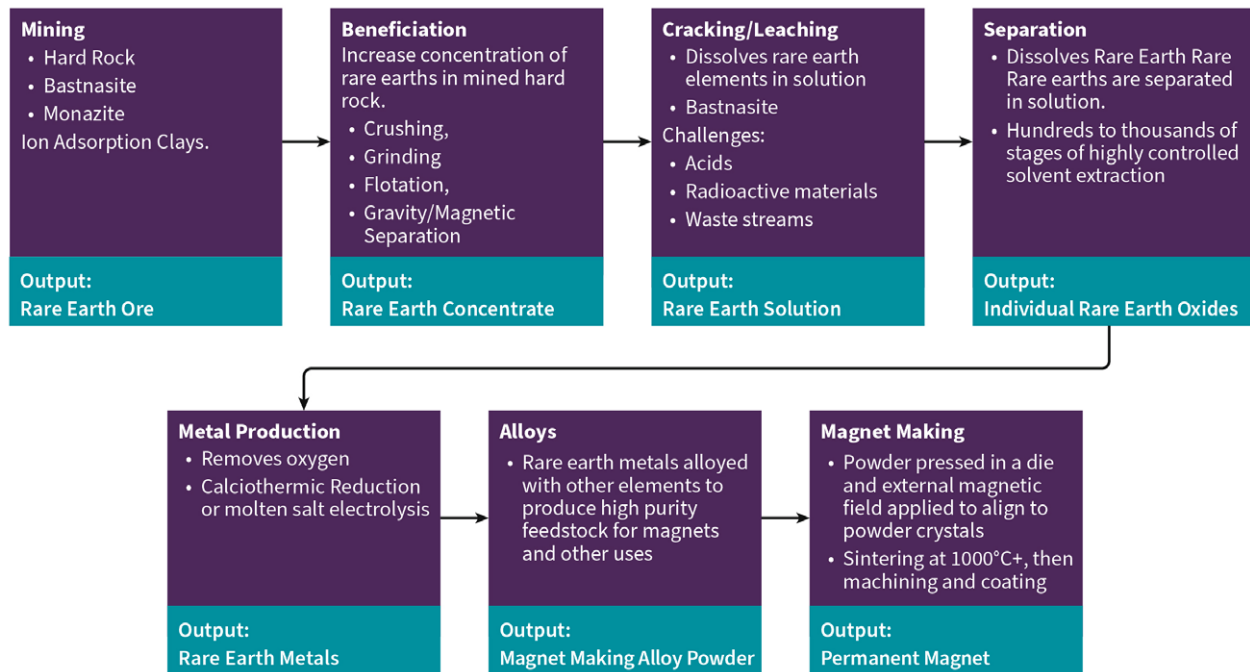 Mining
• Hard Rock
• Bastnasite
• Monazite
Ion Adsorption Clays.
Output:
Rare Earth Ore
Beneficiation
Increase concentration of
rare earths in mined hard
rock.
• Crushing,
• Grinding
• Flotation,
• Gravity/Magnetic
Separation
Output:
Rare Earth Concentrate
Cracking/Leaching
• Dissolves rare earth
elements in solution
• Bastnasite
Challenges:
• Acids
• Radioactive materials
• Waste streams
Output:
Rare Earth Solution
Separation
• Dissolves Rare Earth Rare
Rare earths are separated
in solution.
• Hundreds to thousands of
stages of highly controlled
solvent extraction
Output:
Individual Rare Earth Oxides
Metal Production
• Removes oxygen
• Calciothermic Reduction
or molten salt electrolysis
Output:
Rare Earth Metals
Alloys
• Rare earth metals alloyed
with other elements to
produce high purity
feedstock for magnets
and other uses
Output:
Magnet Making Alloy Powder
Magnet Making
• Powder pressed in a die
and external magnetic
field applied to align to
powder crystals
• Sintering at 1000°C+, then
machining and coating
Output:
Permanent Magnet